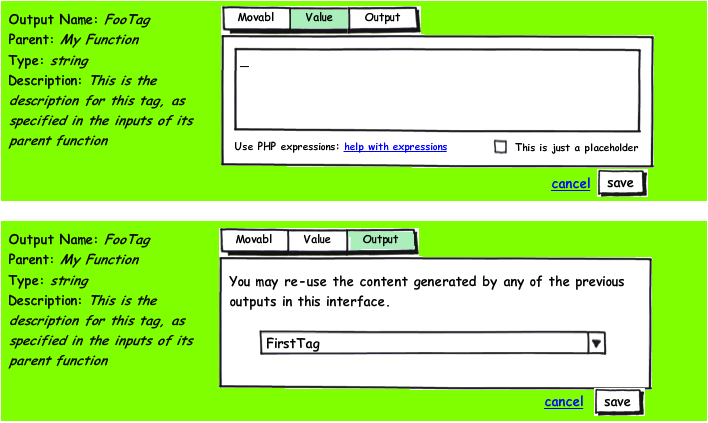 Output Name: FooTag
Parent: My Function
Type: string
Description: This is the
description for this tag, as
specified in the inputs of its
parent function
Movabl Value Output
Use PHP expressions: help with expressions This is just a placeholder
cancel save
Output Name: FooTag
Parent: My Function
Type: string
Description: This is the
description for this tag, as
specified in the inputs of its
parent function
Movabl Value Output
You may re-use the content generated by any of the previous
outputs in this interface.
FirstTag
cancel save